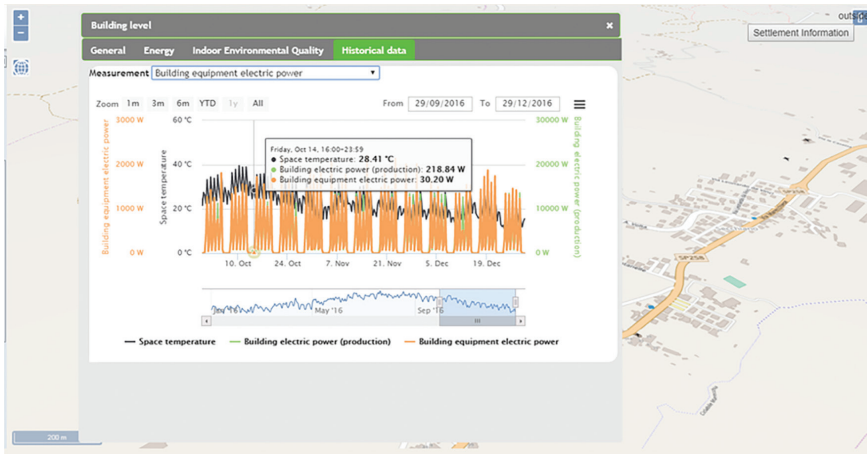 Building level
×
outside
Settlement Information
General Energy Indoor Environmental Quality Historical data
Measurement Building equipment electric power
Zoom 1m 3m 6m YTD 1y All From 29/09/2016 To 29/12/2016
3000 W 60 °C 30000 W
2000 W 40 °C 20000 W
1000 W 20 °C 10000 W
0 W 0 °C 0 W
Building equipment electric power
Space temperature
Building electric power (production)
Friday, Oct 14, 16:00-23:59
Space temperature: 28.41 °C
Building electric power (production): 218.84 W
Building equipment electric power: 30.20 W
10. Oct 24. Oct 7. Nov 21. Nov 5. Dec 19. Dec
Jan '16 May '16 Sep '16
Space temperature Building electric power (production) Building equipment electric power
200 m